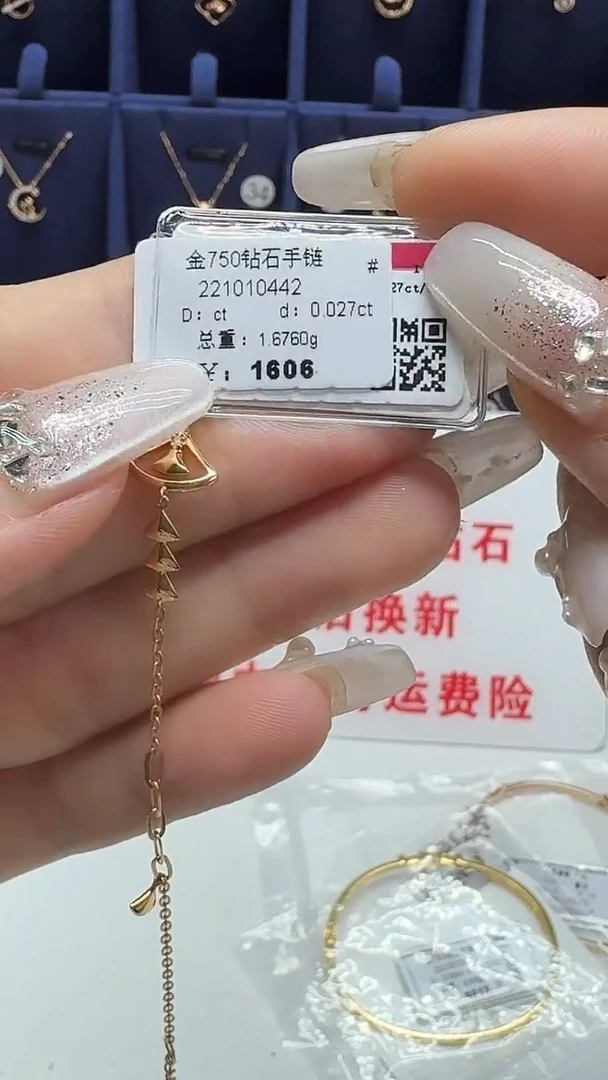 34
金750钻石手链 #
221010442
D: ct d: 0.027ct
27ct/
总重: 1.6760g
¥: 1606
石
换新
运费险